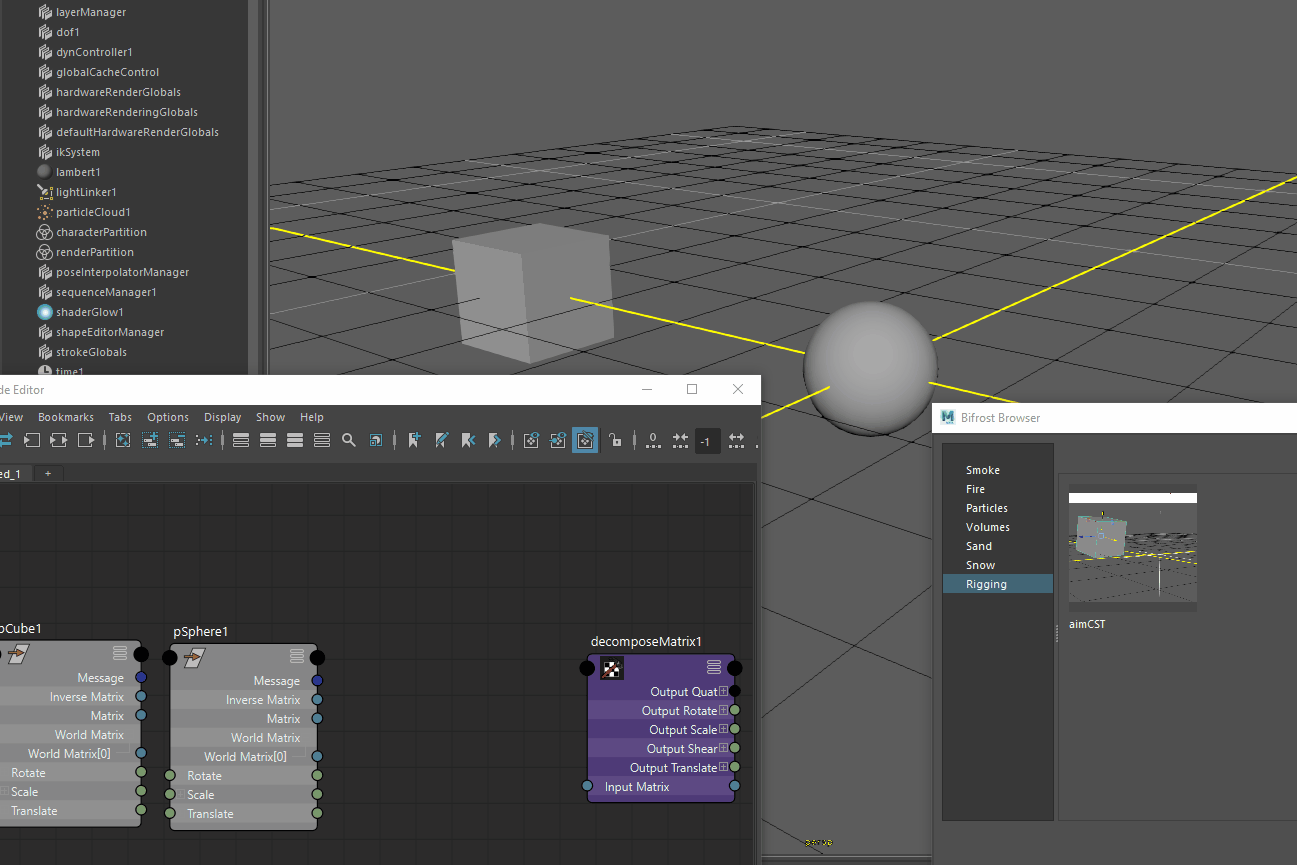 layerManager
dof1
dynController1
globalCacheControl
hardwareRenderGlobals
hardwareRenderingGlobals
defaultHardwareRenderGlobals
ikSystem
lambert1
lightLinker1
particleCloud1
characterPartition
renderPartition
poseInterpolatorManager
sequenceManager1
shaderGlow1
shapeEditorManager
strokeGlobals
time1
de Editor
View Bookmarks Tabs Options Display Show Help
0
-1
ed_1 +
pCube1
Message
Inverse Matrix
Matrix
World Matrix
World Matrix[0]
Rotate
Scale
Translate
pSphere1
Message
Inverse Matrix
Matrix
World Matrix
World Matrix[0]
Rotate
Scale
Translate
decomposeMatrix1
Output Quat
Output Rotate
Output Scale
Output Shear
Output Translate
Input Matrix
persp
M Bifrost Browser
Smoke
Fire
Particles
Volumes
Sand
Snow
Rigging
aimCST